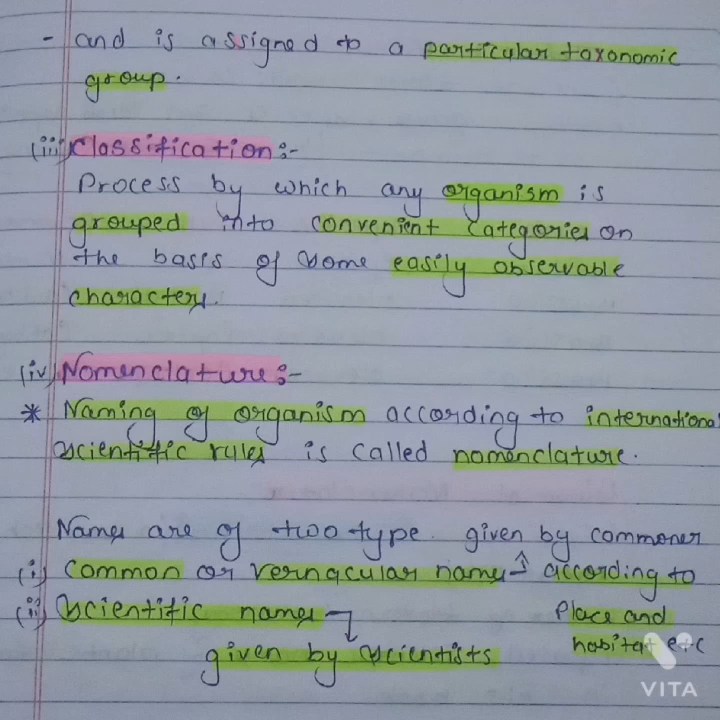 - and is assigned to a particular taxonomic
group.
(iii) Classification:-
Process by which any organism is
grouped into convenient categories on
the basis of some easily observable
characters.
(iv) Nomenclature:-
* Naming of organism according to international
scientific rules is called nomenclature.
Names are of two type. given by commoner
(i) Common or vernacular names → according to
(ii) Scientific names → Place and
given by scientists habitat etc
VITA